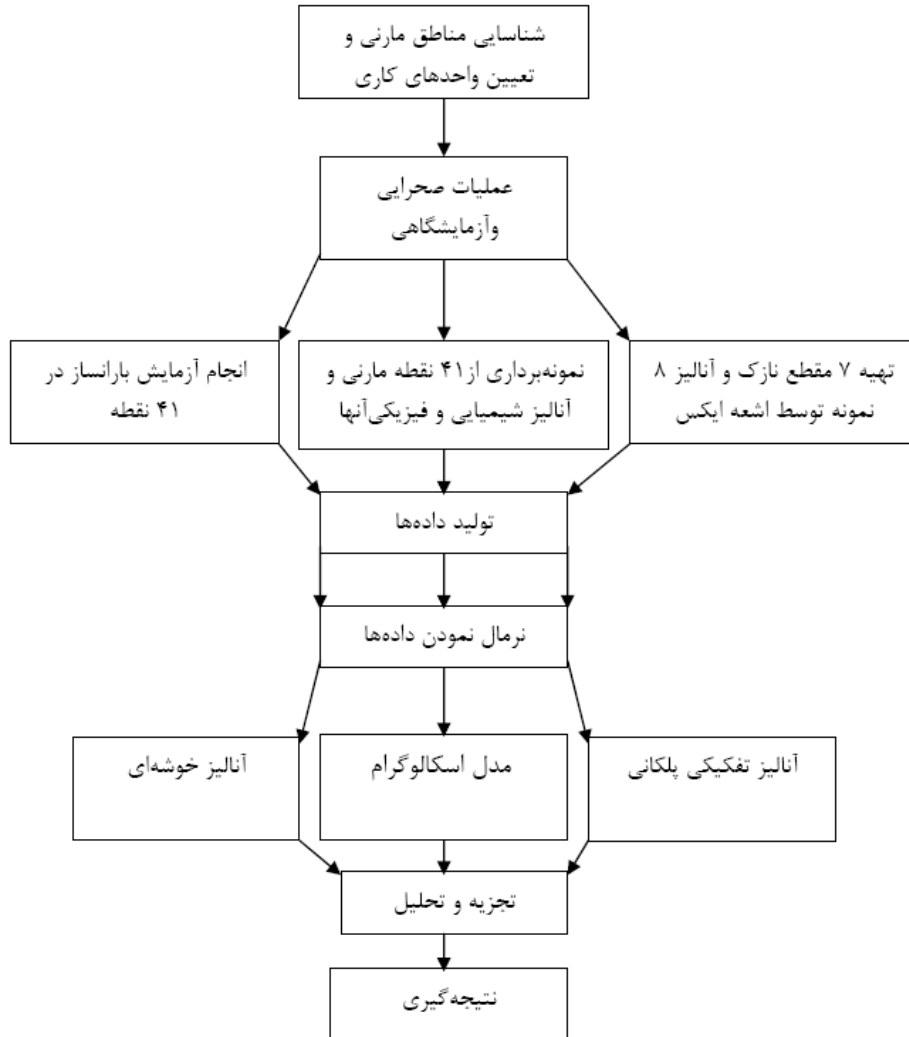 شناسایی مناطق مارنی و
تعیین واحدهای کاری
عملیات صحرایی
وآزمایشگاهی
تهیه ۷ مقطع نازک و آنالیز ۸
نمونه توسط اشعه ایکس
نمونه‌برداری از۴۱ نقطه مارنی و
آنالیز شیمیایی و فیزیکی‌آنها
انجام آزمایش بارانساز در
۴۱ نقطه
تولید داده‌ها
نرمال نمودن داده‌ها
آنالیز تفکیکی پلکانی
مدل اسکالوگرام
آنالیز خوشه‌ای
تجزیه و تحلیل
نتیجه‌گیری